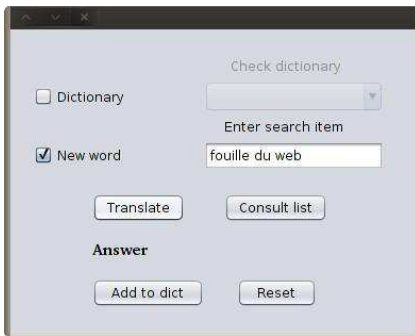 Check dictionary
Dictionary
Enter search item
New word
fouille du web
Translate
Consult list
Answer
Add to dict
Reset